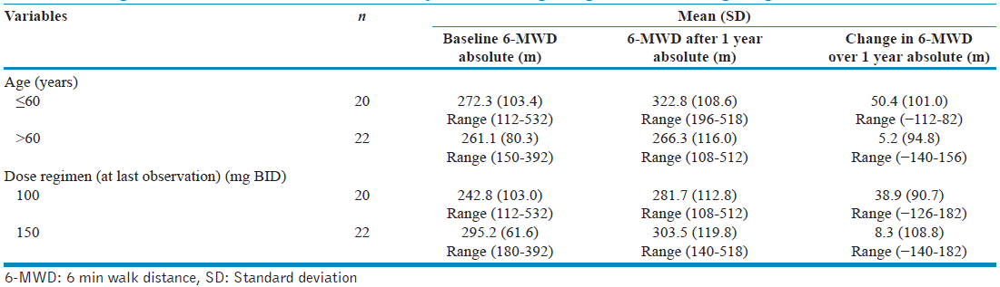 Variables n Mean (SD)
Baseline 6-MWD 6-MWD after 1 year Change in 6-MWD
absolute (m) absolute (m) over 1 year absolute (m)
Age (years)
≤60 20 272.3 (103.4) 322.8 (108.6) 50.4 (101.0)
Range (112-532) Range (196-518) Range (−112-82)
>60 22 261.1 (80.3) 266.3 (116.0) 5.2 (94.8)
Range (150-392) Range (108-512) Range (−140-156)
Dose regimen (at last observation) (mg BID)
100 20 242.8 (103.0) 281.7 (112.8) 38.9 (90.7)
Range (112-532) Range (108-512) Range (−126-182)
150 22 295.2 (61.6) 303.5 (119.8) 8.3 (108.8)
Range (180-392) Range (140-518) Range (−140-182)
6-MWD: 6 min walk distance, SD: Standard deviation